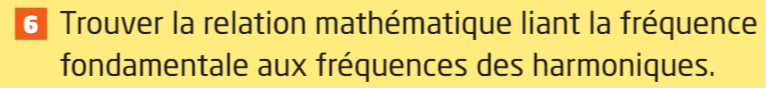 6 Trouver la relation mathématique liant la fréquence
fondamentale aux fréquences des harmoniques.